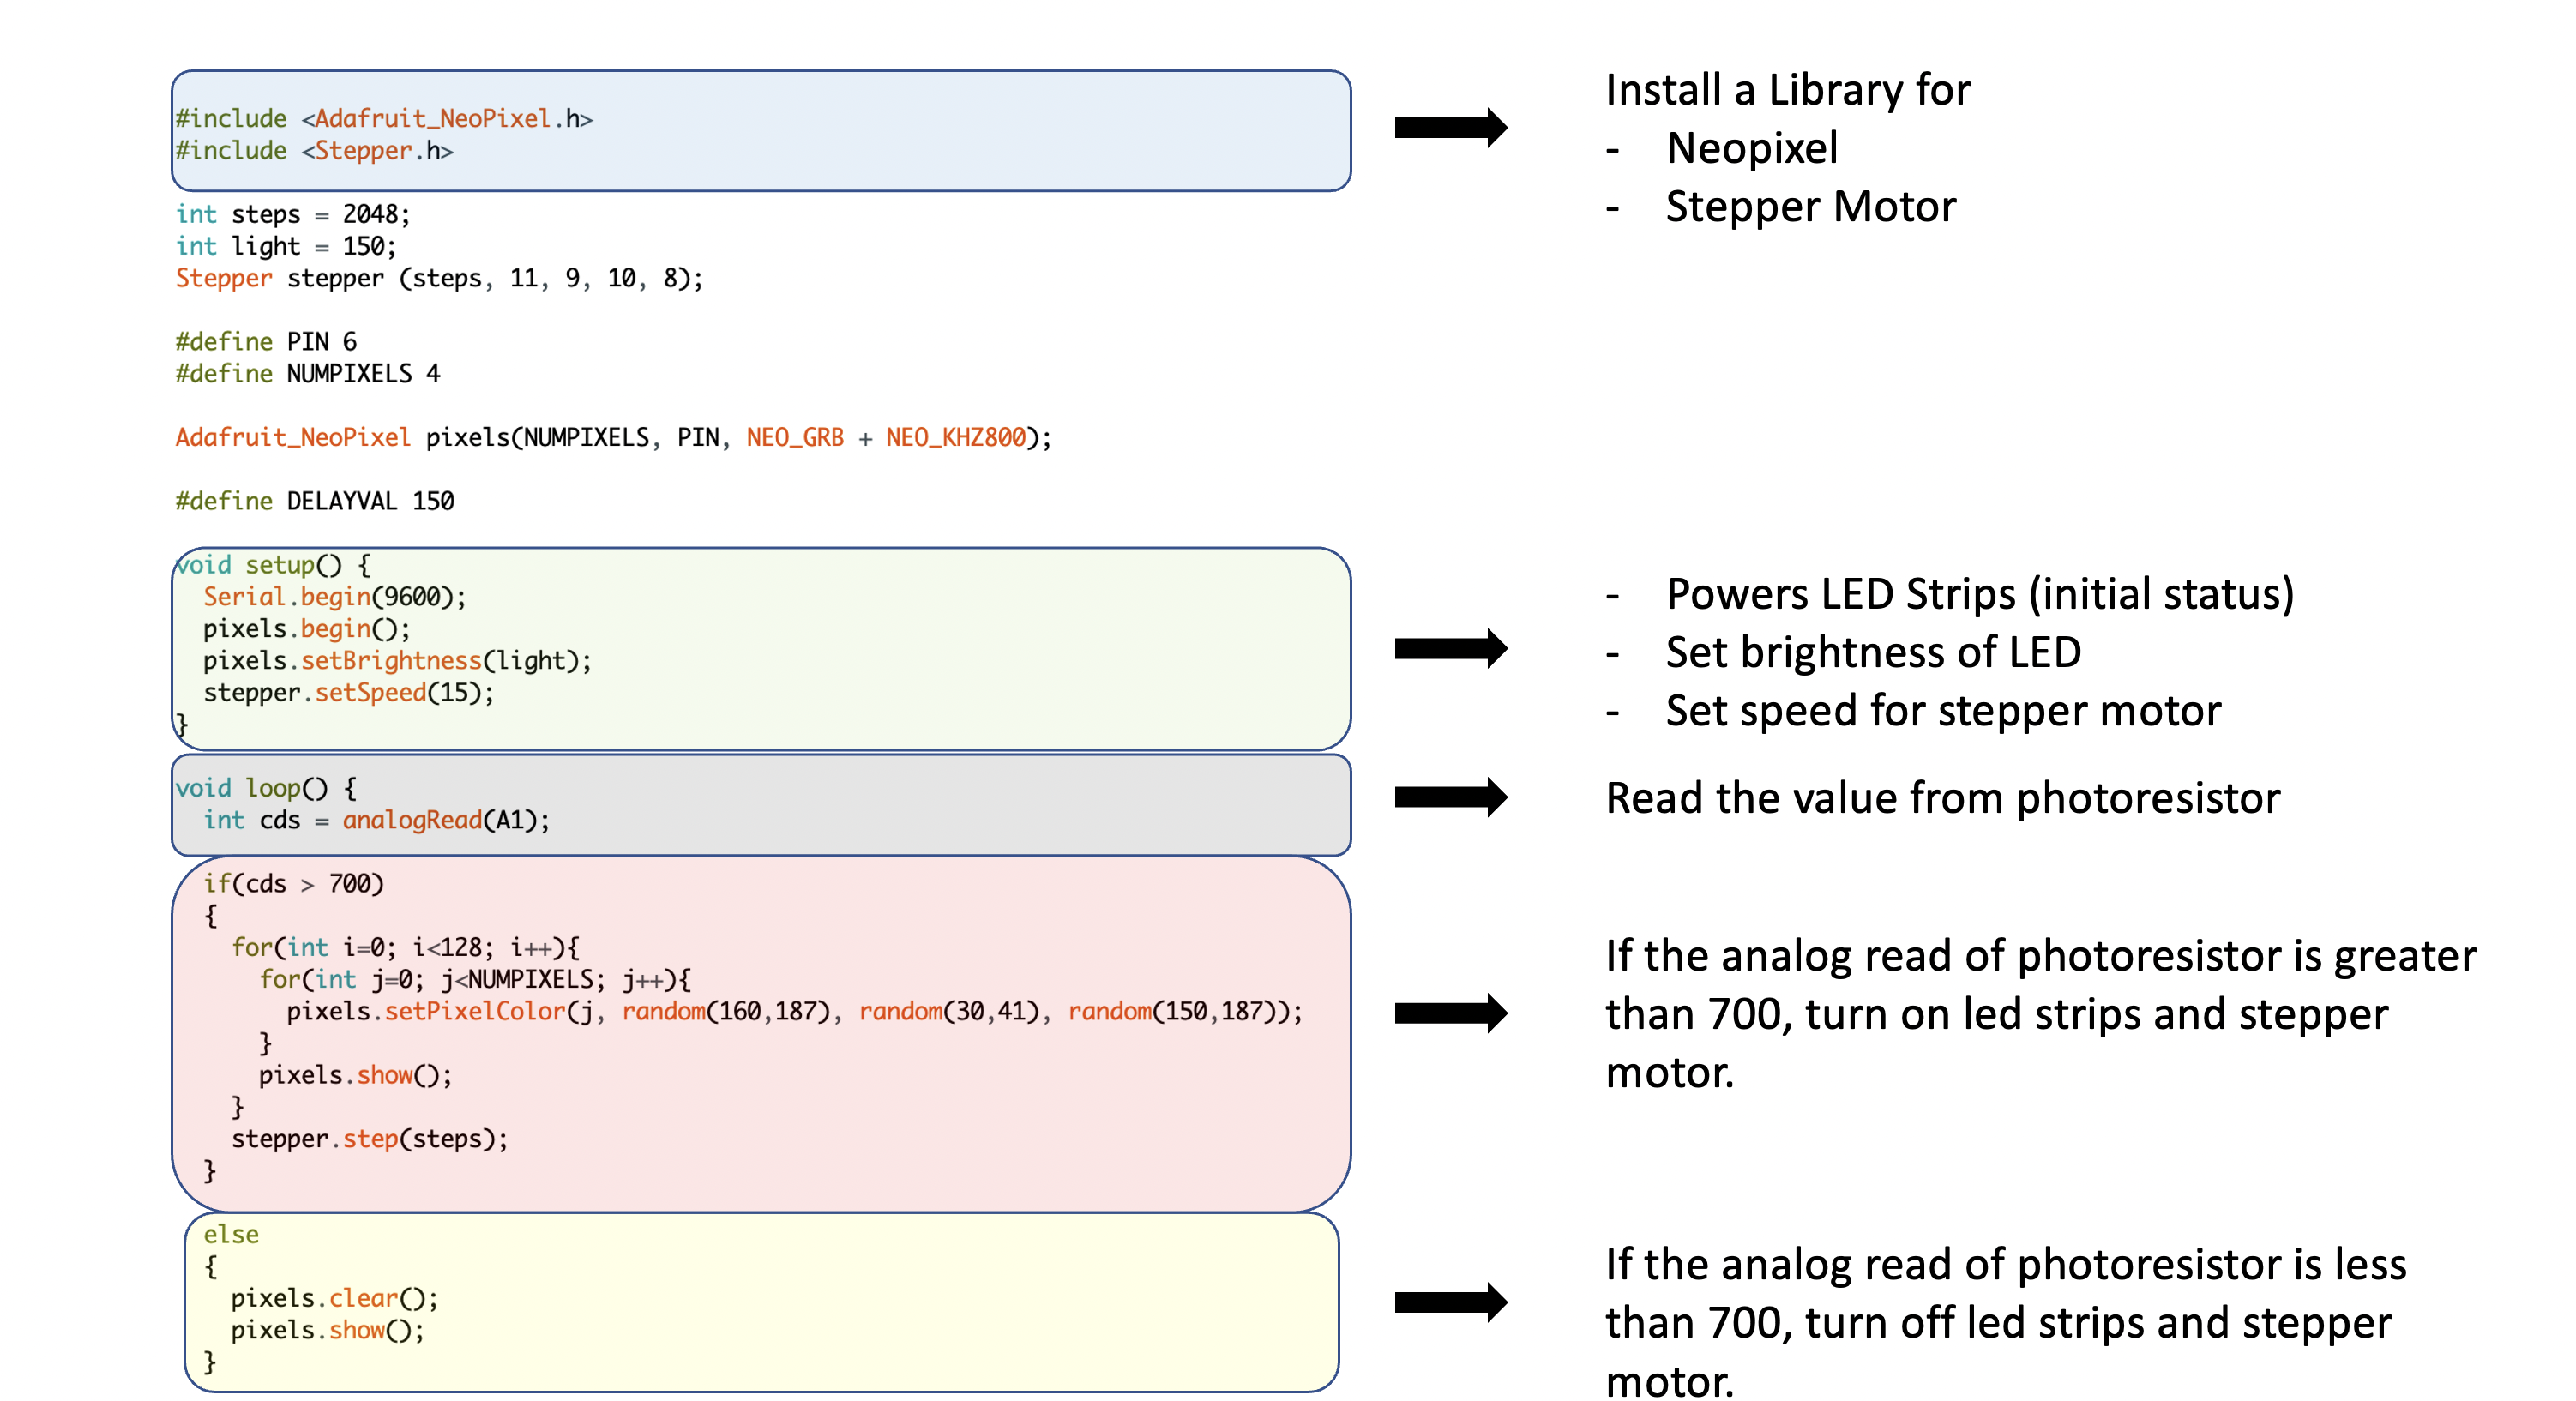 #include <Adafruit_NeoPixel.h>
#include <Stepper.h>
int steps = 2048;
int light = 150;
Stepper stepper (steps, 11, 9, 10, 8);
#define PIN 6
#define NUMPIXELS 4
Adafruit_NeoPixel pixels(NUMPIXELS, PIN, NEO_GRB + NEO_KHZ800);
#define DELAYVAL 150
void setup() {
Serial.begin(9600);
pixels.begin();
pixels.setBrightness(light);
stepper.setSpeed(15);
}
void loop() {
int cds = analogRead(A1);
if(cds > 700)
{
for(int i=0; i<128; i++){
for(int j=0; j<NUMPIXELS; j++){
pixels.setPixelColor(j, random(160,187), random(30,41), random(150,187));
}
pixels.show();
}
stepper.step(steps);
}
else
{
pixels.clear();
pixels.show();
}
Install a Library for
- Neopixel
- Stepper Motor
- Powers LED Strips (initial status)
- Set brightness of LED
- Set speed for stepper motor
Read the value from photoresistor
If the analog read of photoresistor is greater
than 700, turn on led strips and stepper
motor.
If the analog read of photoresistor is less
than 700, turn off led strips and stepper
motor.